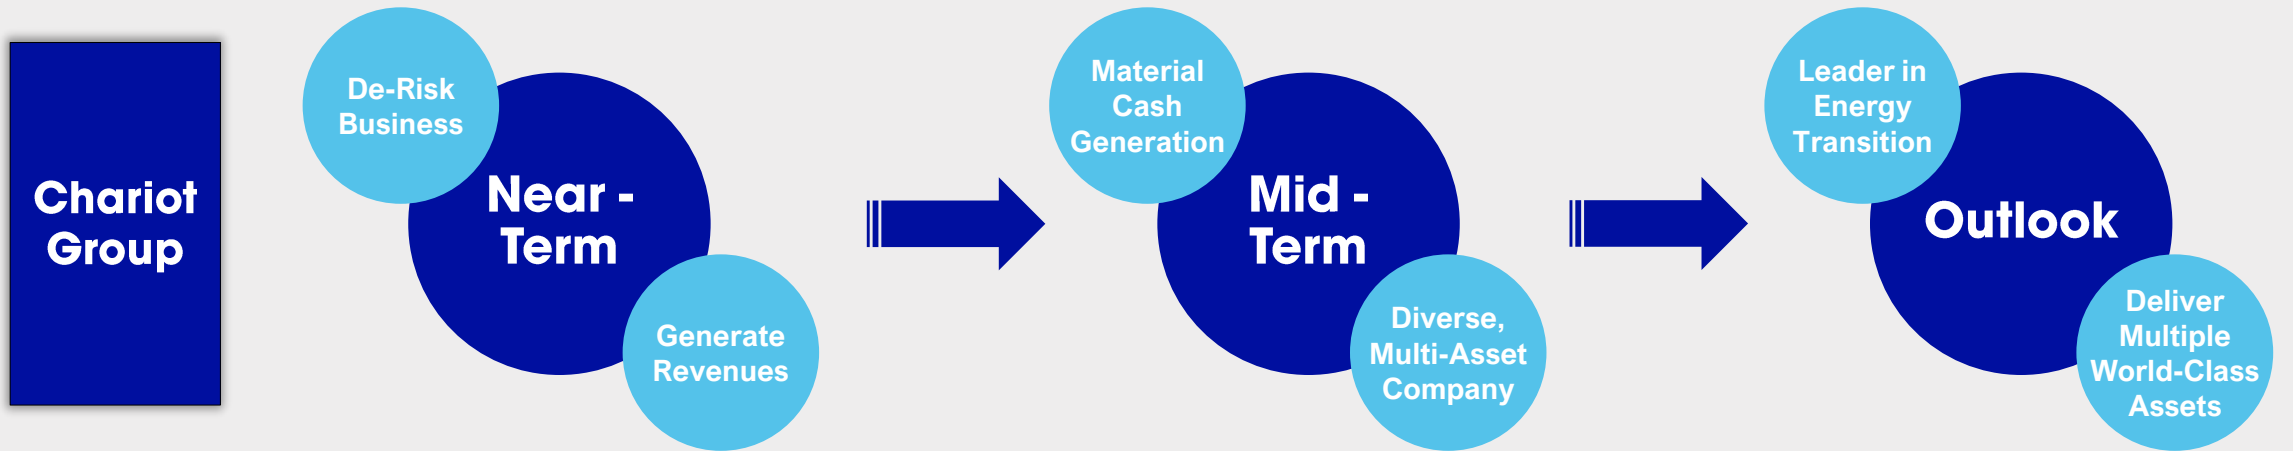 Chariot
Group
De-Risk
Business
Near -
Term
Generate
Revenues
Material
Cash
Generation
Mid -
Term
Diverse,
Multi-Asset
Company
Leader in
Energy
Transition
Outlook
Deliver
Multiple
World-Class
Assets